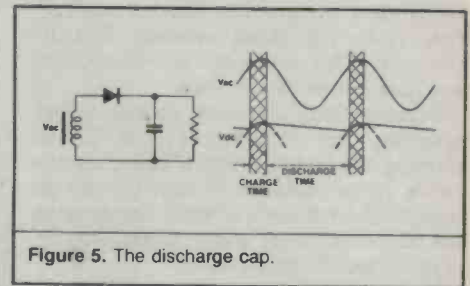 Vac
Vac
Vdc
CHARGE TIME
DISCHARGE TIME
Figure 5. The discharge cap.